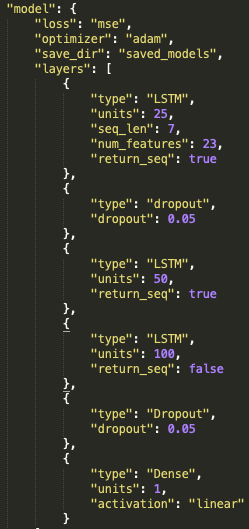 "model": {
"loss": "mse",
"optimizer": "adam",
"save_dir": "saved_models",
"layers": [
{
"type": "LSTM",
"units": 25,
"seq_len": 7,
"num_features": 23,
"return_seq": true
},
{
"type": "dropout",
"dropout": 0.05
},
{
"type": "LSTM",
"units": 50,
"return_seq": true
},
{
"type": "LSTM",
"units": 100,
"return_seq": false
},
{
"type": "Dropout",
"dropout": 0.05
},
{
"type": "Dense",
"units": 1,
"activation": "linear"
}